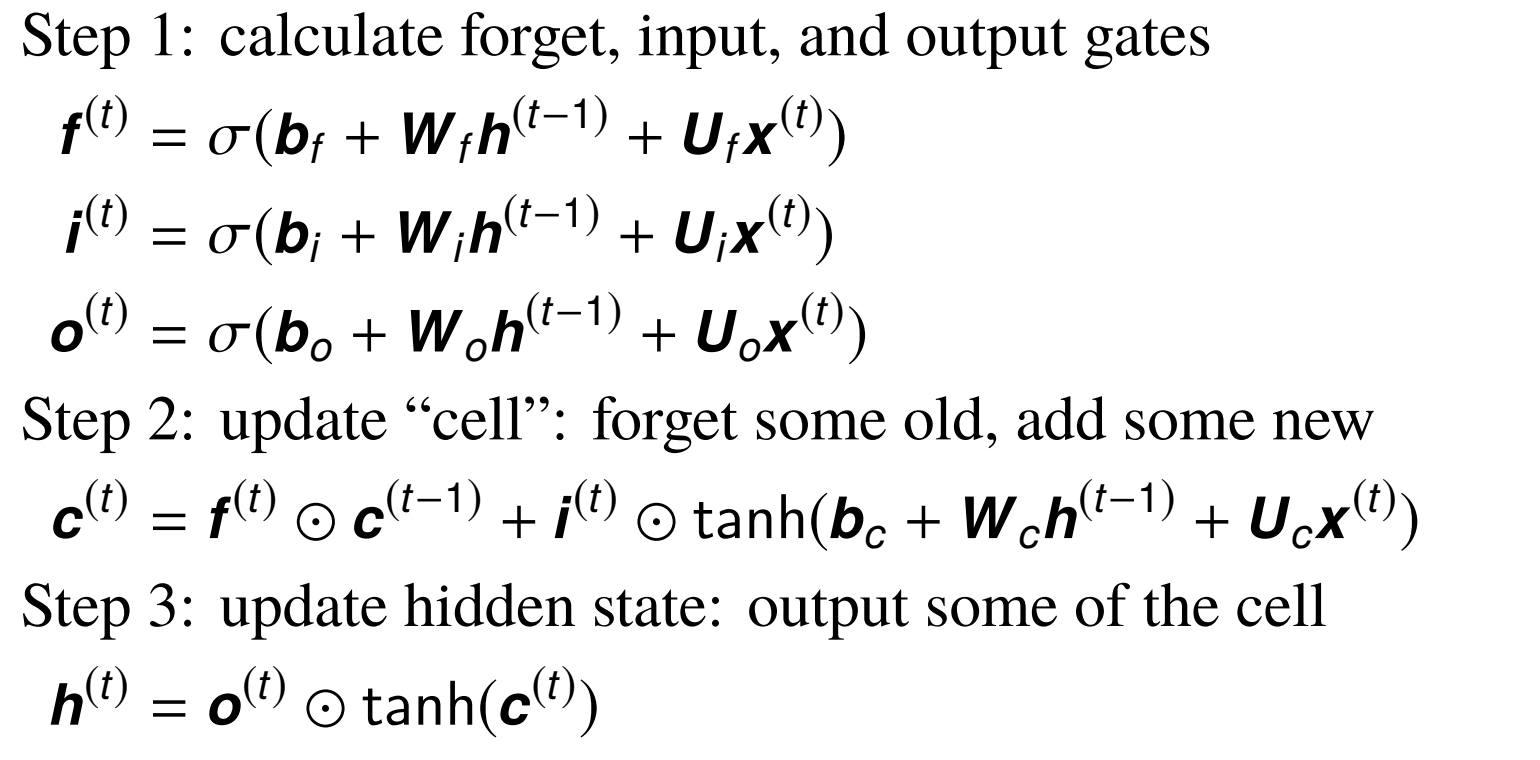 Step 1: calculate forget, input, and output gates
f^(t) = σ(b_f + W_f h^(t−1) + U_f x^(t))
i^(t) = σ(b_i + W_i h^(t−1) + U_i x^(t))
o^(t) = σ(b_o + W_o h^(t−1) + U_o x^(t))
Step 2: update “cell”: forget some old, add some new
c^(t) = f^(t) ⊙ c^(t−1) + i^(t) ⊙ tanh(b_c + W_c h^(t−1) + U_c x^(t))
Step 3: update hidden state: output some of the cell
h^(t) = o^(t) ⊙ tanh(c^(t))